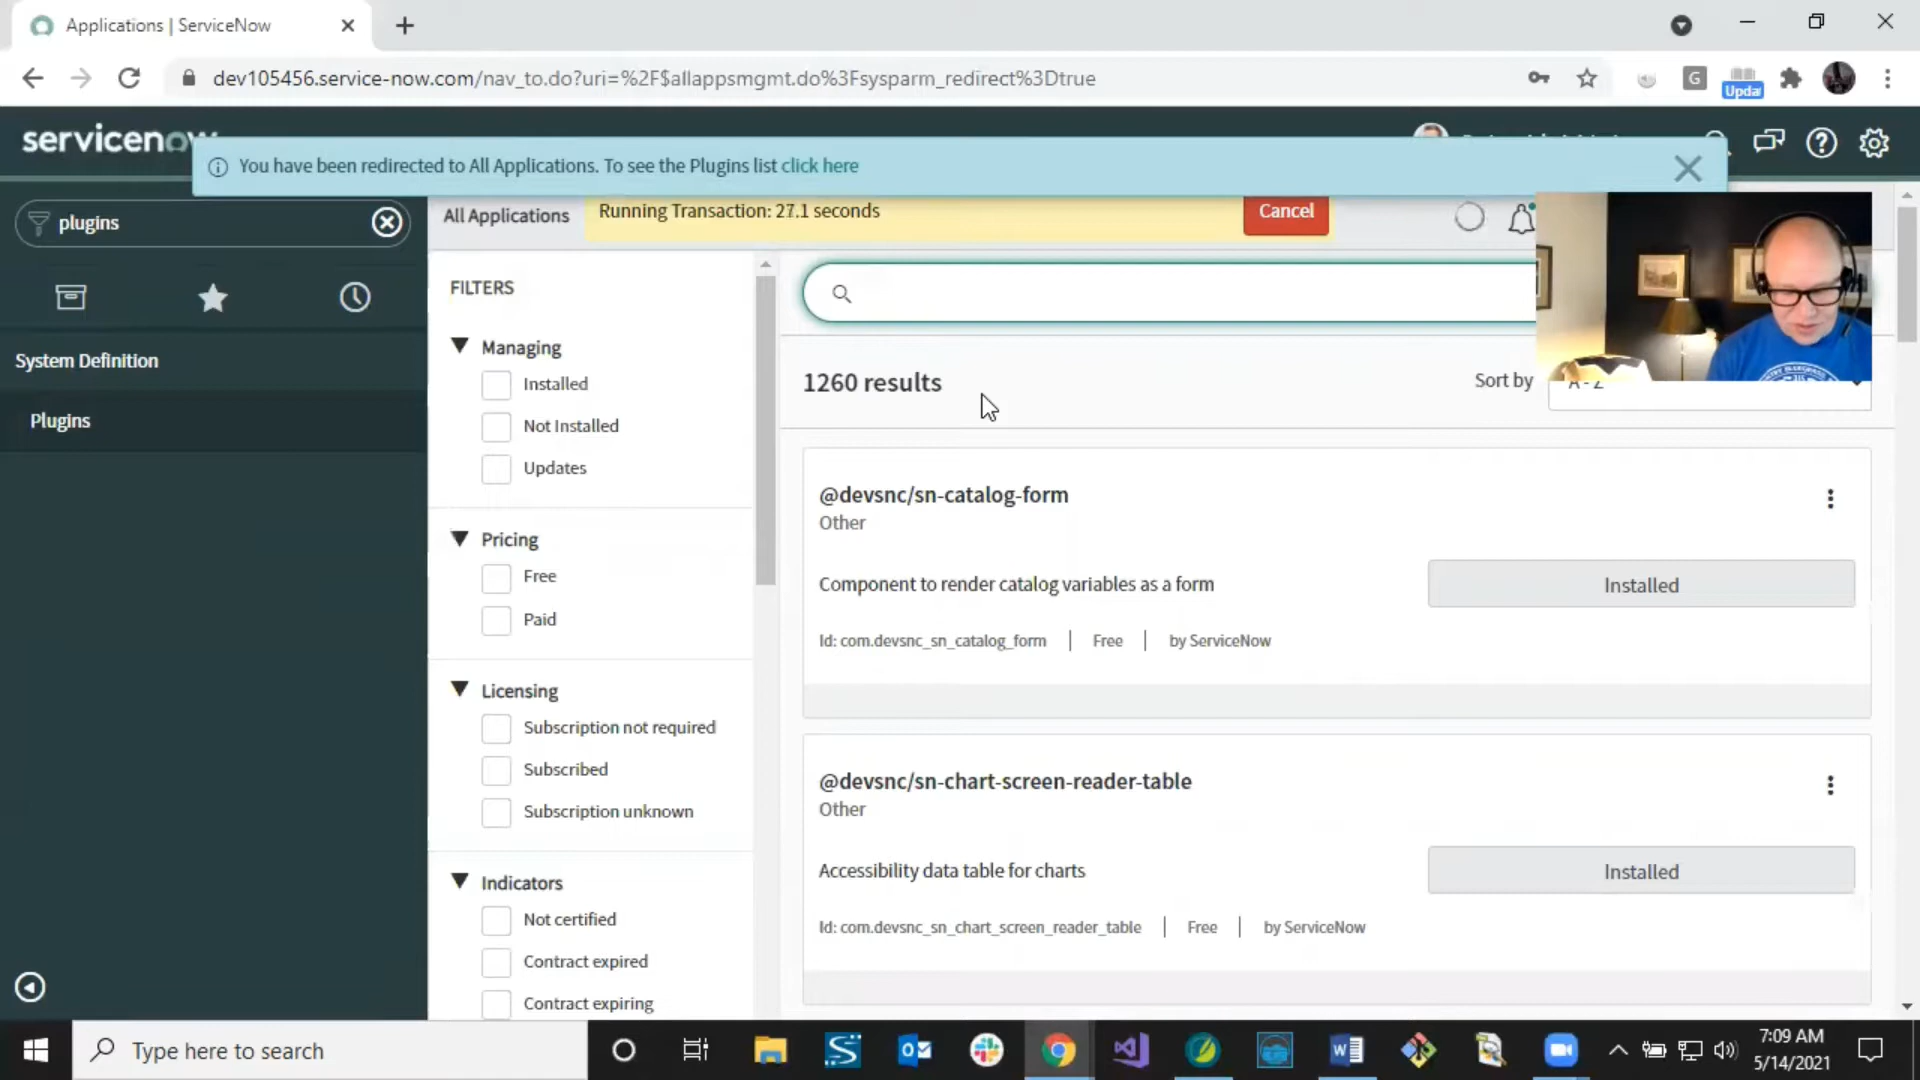 Applications | ServiceNow
dev105456.service-now.com/nav_to.do?uri=%2F$allappsmgmt.do%3Fsysparm_redirect%3Dtrue
G
Updat
servicenow
You have been redirected to All Applications. To see the Plugins list click here
plugins
All Applications
Running Transaction: 27.1 seconds
Cancel
FILTERS
Managing
Installed
Not Installed
Updates
1260 results
Sort by
A - Z
System Definition
Plugins
Pricing
Free
Paid
Licensing
Subscription not required
Subscribed
Subscription unknown
Indicators
Not certified
Contract expired
Contract expiring
@devsnc/sn-catalog-form
Other
Component to render catalog variables as a form
Installed
Id: com.devsnc_sn_catalog_form | Free | by ServiceNow
@devsnc/sn-chart-screen-reader-table
Other
Accessibility data table for charts
Installed
Id: com.devsnc_sn_chart_screen_reader_table | Free | by ServiceNow
Type here to search
7:09 AM
5/14/2021